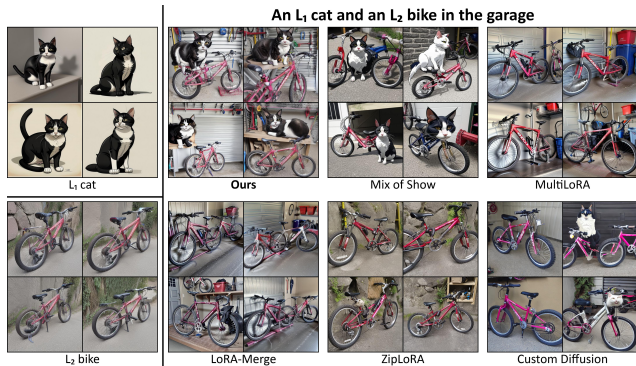 An L₁ cat and an L₂ bike in the garage
L₁ cat
Ours
Mix of Show
MultiLoRA
L₂ bike
LoRA-Merge
ZipLoRA
Custom Diffusion